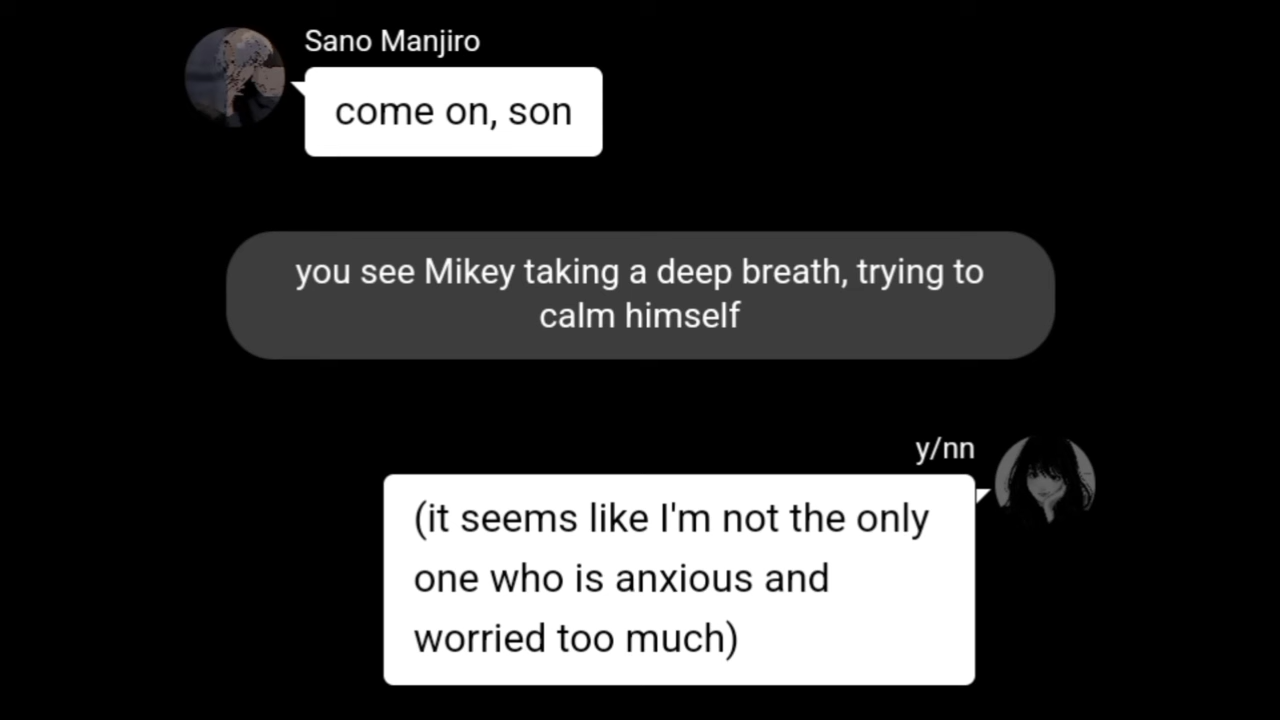 Sano Manjiro
come on, son
you see Mikey taking a deep breath, trying to
calm himself
y/nn
(it seems like I'm not the only
one who is anxious and
worried too much)